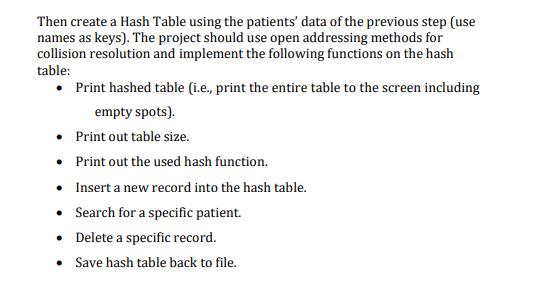 Then create a Hash Table using the patients’ data of the previous step (use
names as keys). The project should use open addressing methods for
collision resolution and implement the following functions on the hash
table:
• Print hashed table (i.e., print the entire table to the screen including
empty spots).
• Print out table size.
• Print out the used hash function.
• Insert a new record into the hash table.
• Search for a specific patient.
• Delete a specific record.
• Save hash table back to file.